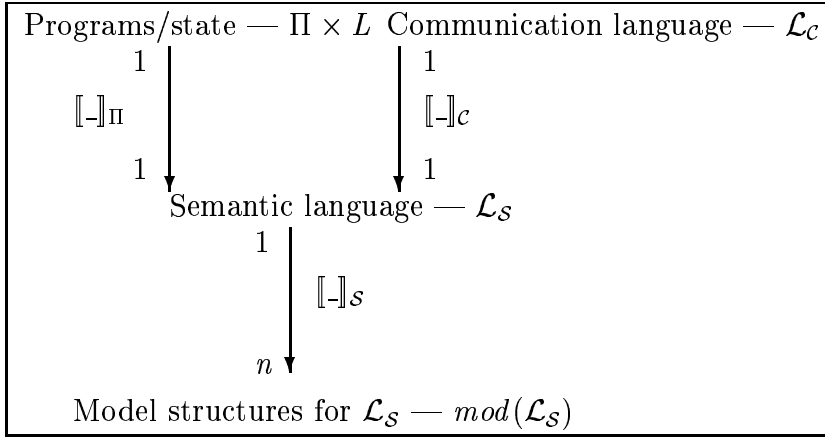 Programs/state — Π × L Communication language — 𝓛𝒞
1 1
⟦_⟧Π ⟦_⟧𝒞
1 1
Semantic language — 𝓛𝒮
1
⟦_⟧𝒮
n
Model structures for 𝓛𝒮 — mod(𝓛𝒮)